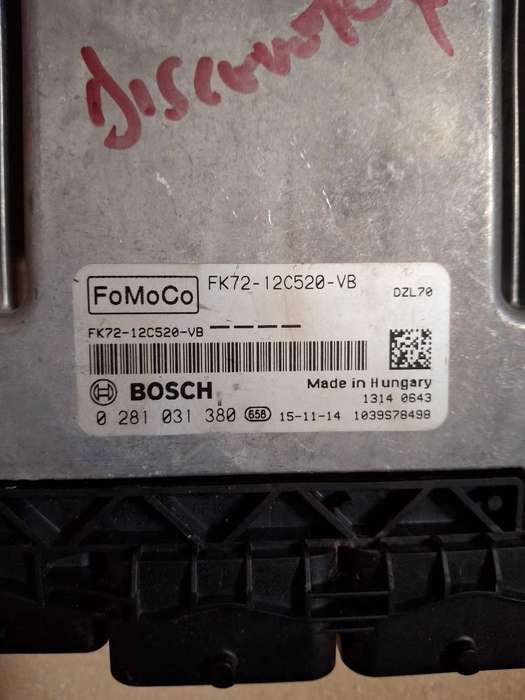 Discovery
FoMoCo
FK72-12C520-VB
DZL70
FK72-12C520-VB
BOSCH
Made in Hungary
1314 0643
0 281 031 380 658 15-11-14 1039S78498